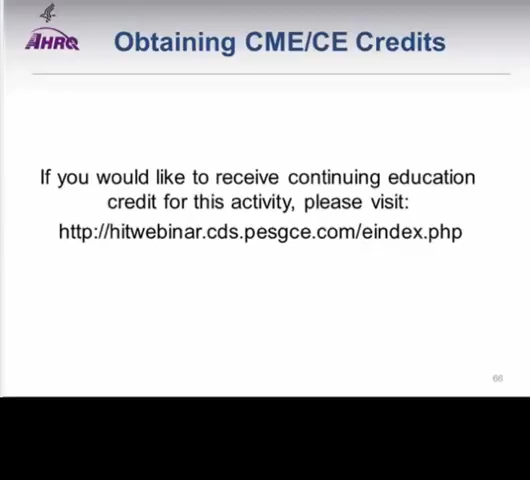 AHRQ
Obtaining CME/CE Credits
If you would like to receive continuing education
credit for this activity, please visit:
http://hitwebinar.cds.pesgce.com/eindex.php
66